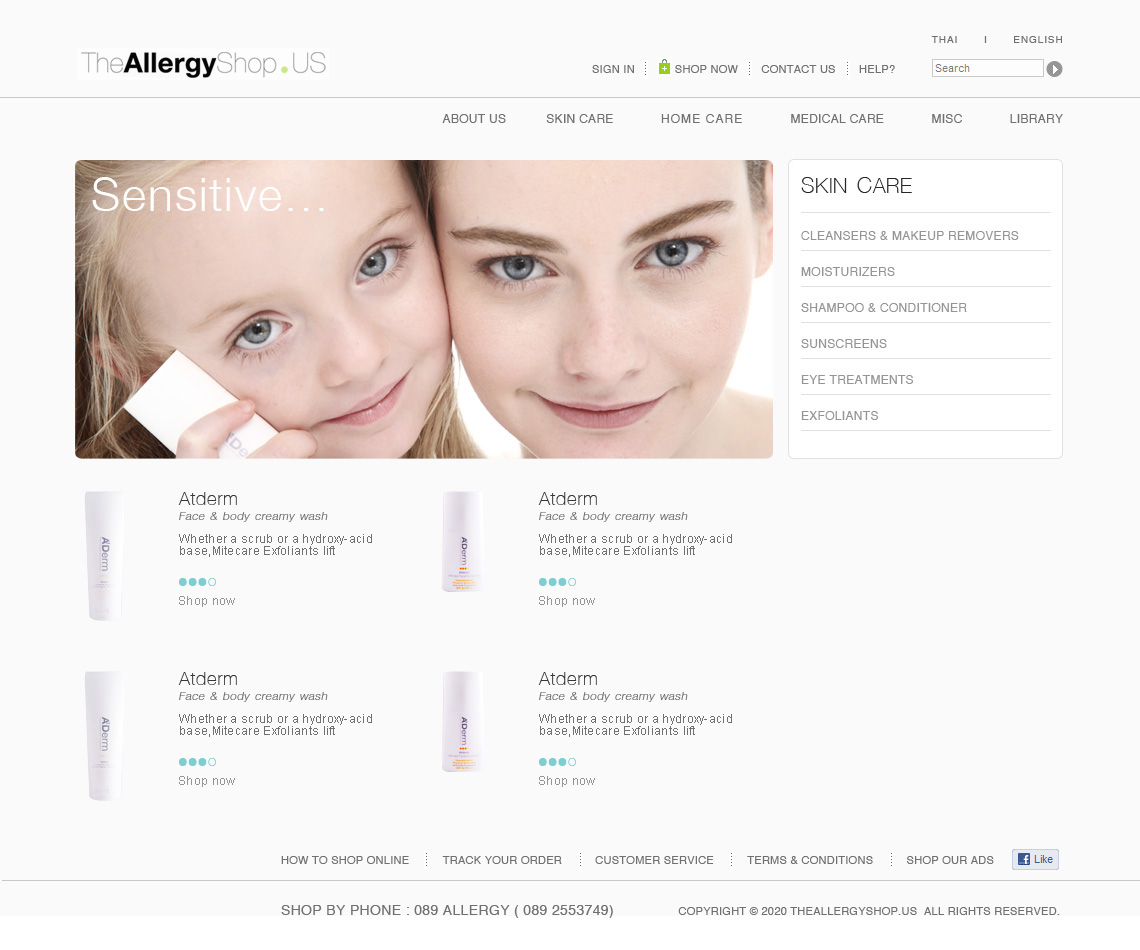 THAI I ENGLISH
TheAllergyShop.US
SIGN IN SHOP NOW CONTACT US HELP? Search
ABOUT US SKIN CARE HOME CARE MEDICAL CARE MISC LIBRARY
Sensitive...
SKIN CARE
CLEANSERS & MAKEUP REMOVERS
MOISTURIZERS
SHAMPOO & CONDITIONER
SUNSCREENS
EYE TREATMENTS
EXFOLIANTS
ADerm
Atderm
Face & body creamy wash
Whether a scrub or a hydroxy-acid
base,Mitecare Exfoliants lift
Shop now
ADerm
Atderm
Face & body creamy wash
Whether a scrub or a hydroxy-acid
base,Mitecare Exfoliants lift
Shop now
ADerm
Atderm
Face & body creamy wash
Whether a scrub or a hydroxy-acid
base,Mitecare Exfoliants lift
Shop now
ADerm
Atderm
Face & body creamy wash
Whether a scrub or a hydroxy-acid
base,Mitecare Exfoliants lift
Shop now
HOW TO SHOP ONLINE TRACK YOUR ORDER CUSTOMER SERVICE TERMS & CONDITIONS SHOP OUR ADS Like
SHOP BY PHONE : 089 ALLERGY ( 089 2553749) COPYRIGHT © 2020 THEALLERGYSHOP.US ALL RIGHTS RESERVED.